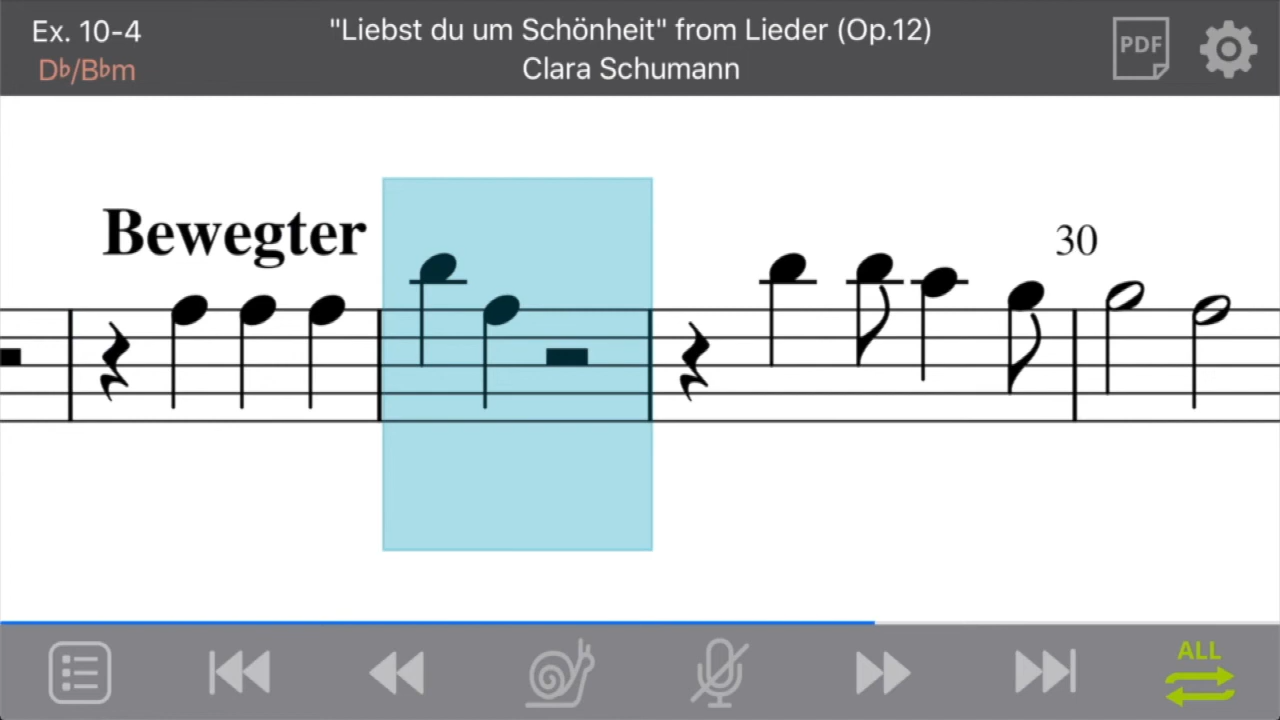 Ex. 10-4
D♭/B♭m
"Liebst du um Schönheit" from Lieder (Op.12)
Clara Schumann
PDF
Bewegter
30
ALL